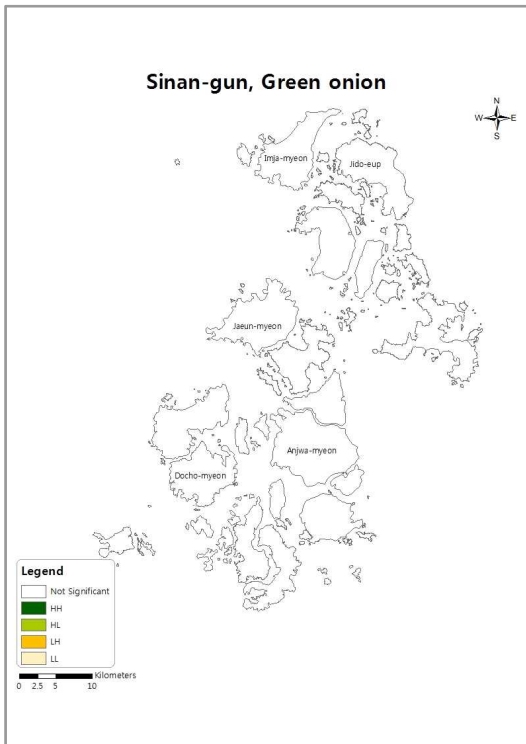 Sinan-gun, Green onion
N
W E
S
Imja-myeon
Jido-eup
Jaeun-myeon
Anjwa-myeon
Docho-myeon
Legend
Not Significant
HH
HL
LH
LL
Kilometers
0 2.5 5 10